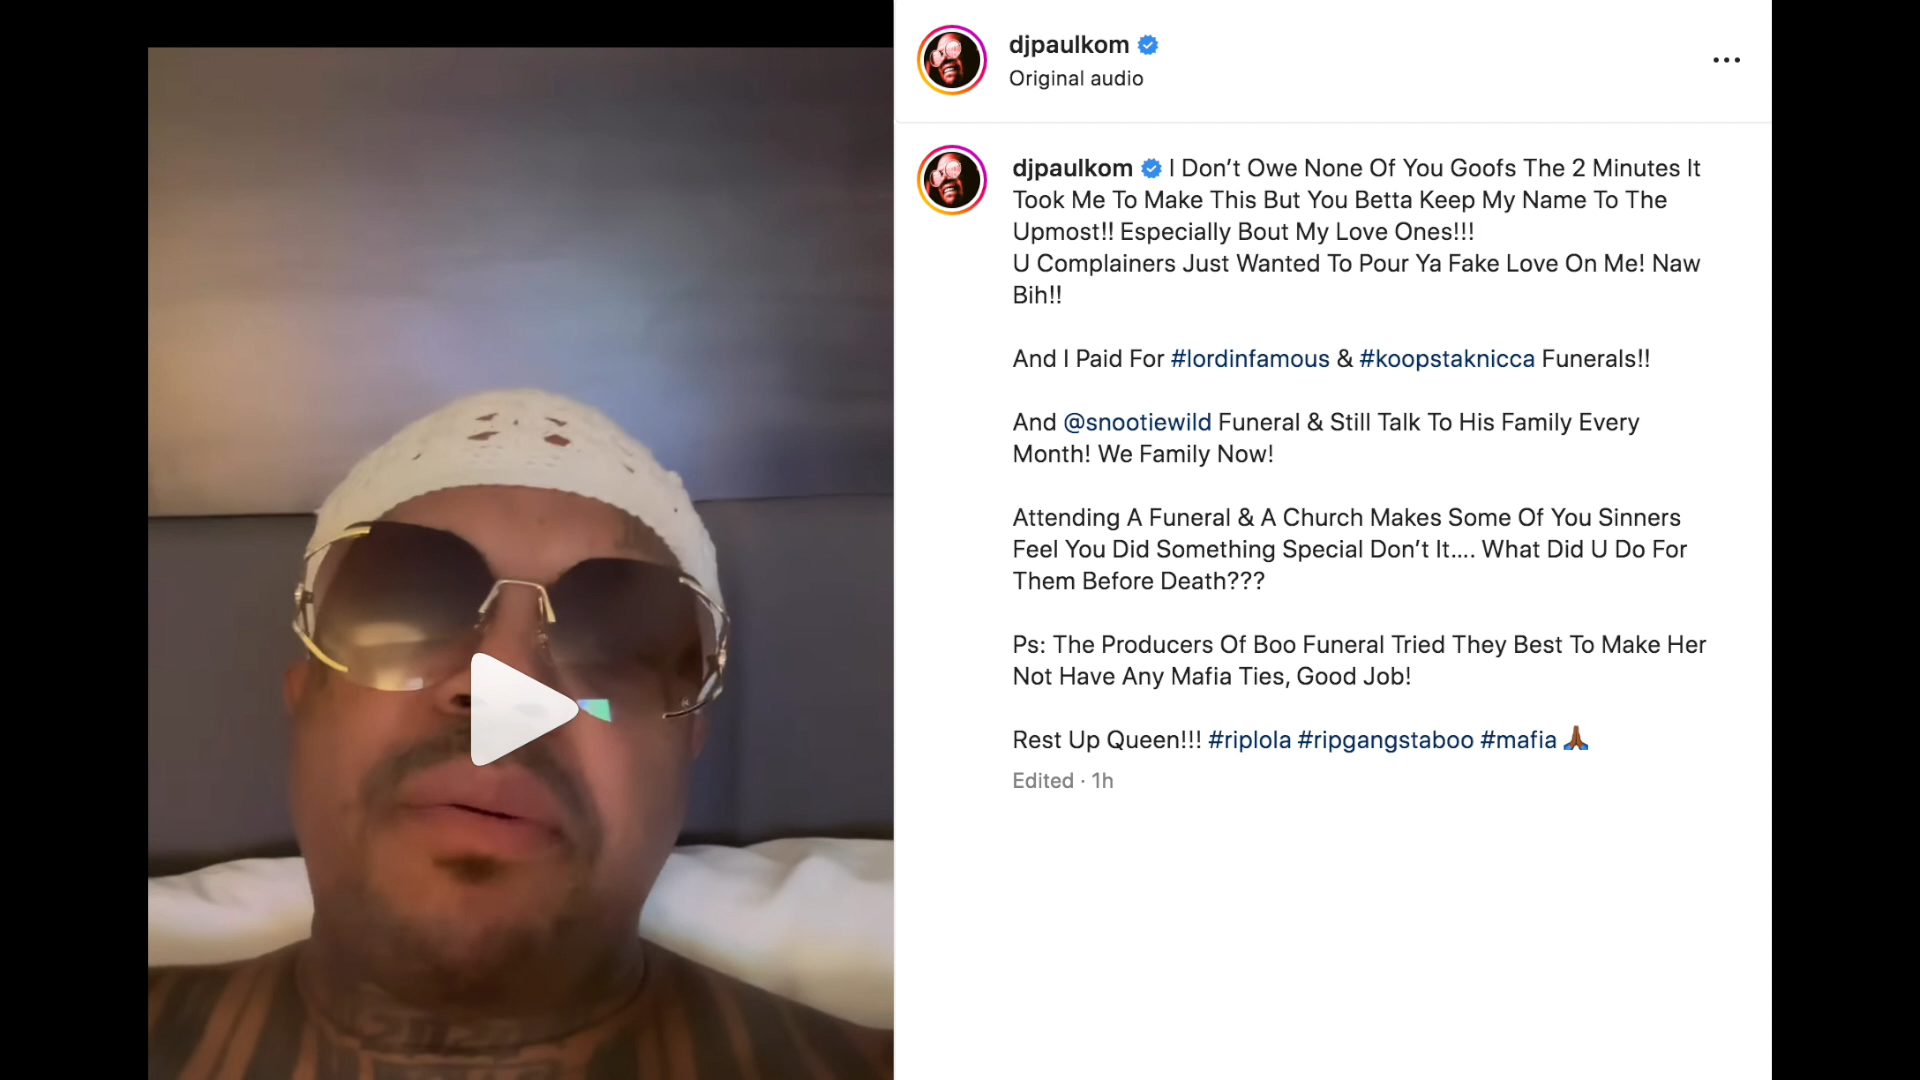 djpaulkom
Original audio
djpaulkom I Don’t Owe None Of You Goofs The 2 Minutes It
Took Me To Make This But You Betta Keep My Name To The
Upmost!! Especially Bout My Love Ones!!!
U Complainers Just Wanted To Pour Ya Fake Love On Me! Naw
Bih!!
And I Paid For #lordinfamous & #koopstaknicca Funerals!!
And @snootiewild Funeral & Still Talk To His Family Every
Month! We Family Now!
Attending A Funeral & A Church Makes Some Of You Sinners
Feel You Did Something Special Don’t It.... What Did U Do For
Them Before Death???
Ps: The Producers Of Boo Funeral Tried They Best To Make Her
Not Have Any Mafia Ties, Good Job!
Rest Up Queen!!! #riplola #ripgangstaboo #mafia 🙏🏾
Edited · 1h